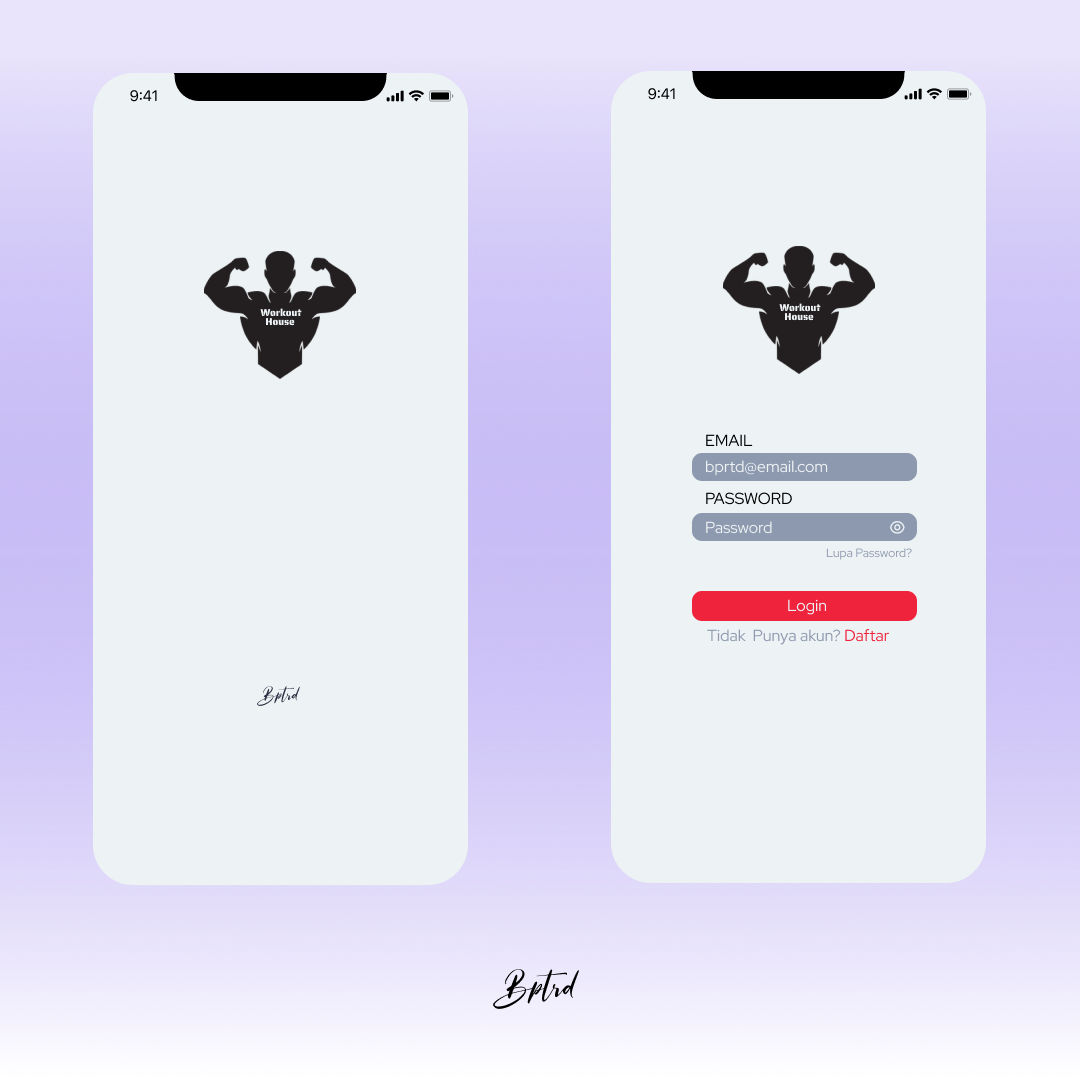 9:41
Workout
House
Bptrd
9:41
Workout
House
EMAIL
bprtd@email.com
PASSWORD
Password
Lupa Password?
Login
Tidak  Punya akun? Daftar
Bptrd